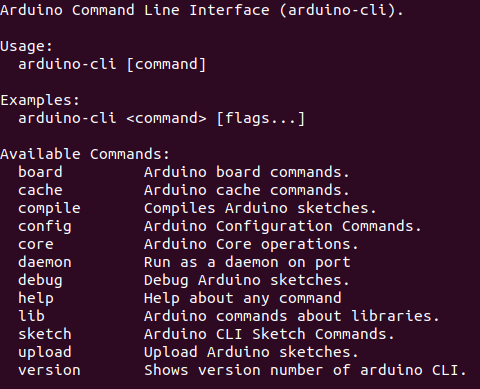 Arduino Command Line Interface (arduino-cli).

Usage:
  arduino-cli [command]

Examples:
  arduino-cli <command> [flags...]

Available Commands:
  board         Arduino board commands.
  cache         Arduino cache commands.
  compile       Compiles Arduino sketches.
  config        Arduino Configuration Commands.
  core          Arduino Core operations.
  daemon        Run as a daemon on port
  debug         Debug Arduino sketches.
  help          Help about any command
  lib           Arduino commands about libraries.
  sketch        Arduino CLI Sketch Commands.
  upload        Upload Arduino sketches.
  version       Shows version number of arduino CLI.